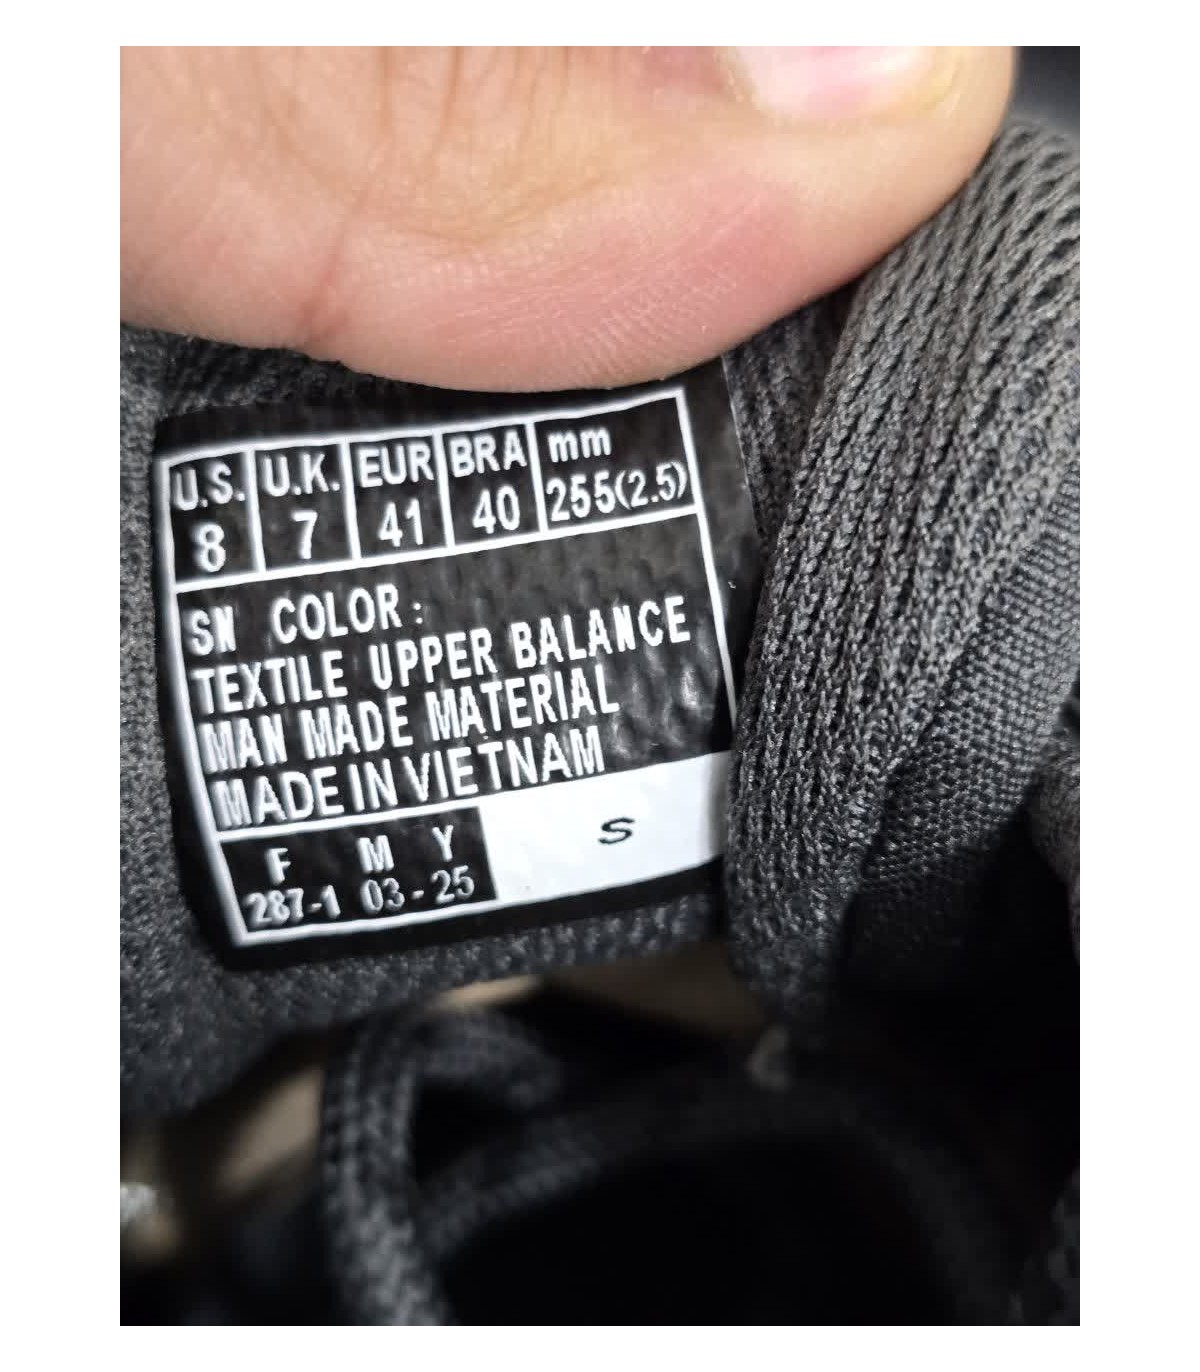 U.S. U.K. EUR BRA mm
8 7 41 40 255(2.5)
SN COLOR:
TEXTILE UPPER BALANCE
MAN MADE MATERIAL
MADE IN VIETNAM
F M Y
S
287-1 03-25